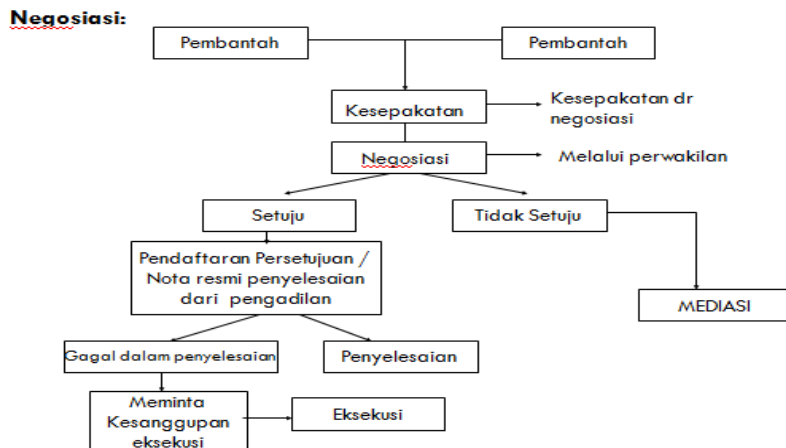 Negosiasi:
Pembantah
Pembantah
Kesepakatan
Kesepakatan dr
negosiasi
Negosiasi
Melalui perwakilan
Setuju
Tidak Setuju
Pendaftaran Persetujuan /
Nota resmi penyelesaian
dari pengadilan
MEDIASI
Gagal dalam penyelesaian
Penyelesaian
Meminta
Kesanggupan
eksekusi
Eksekusi